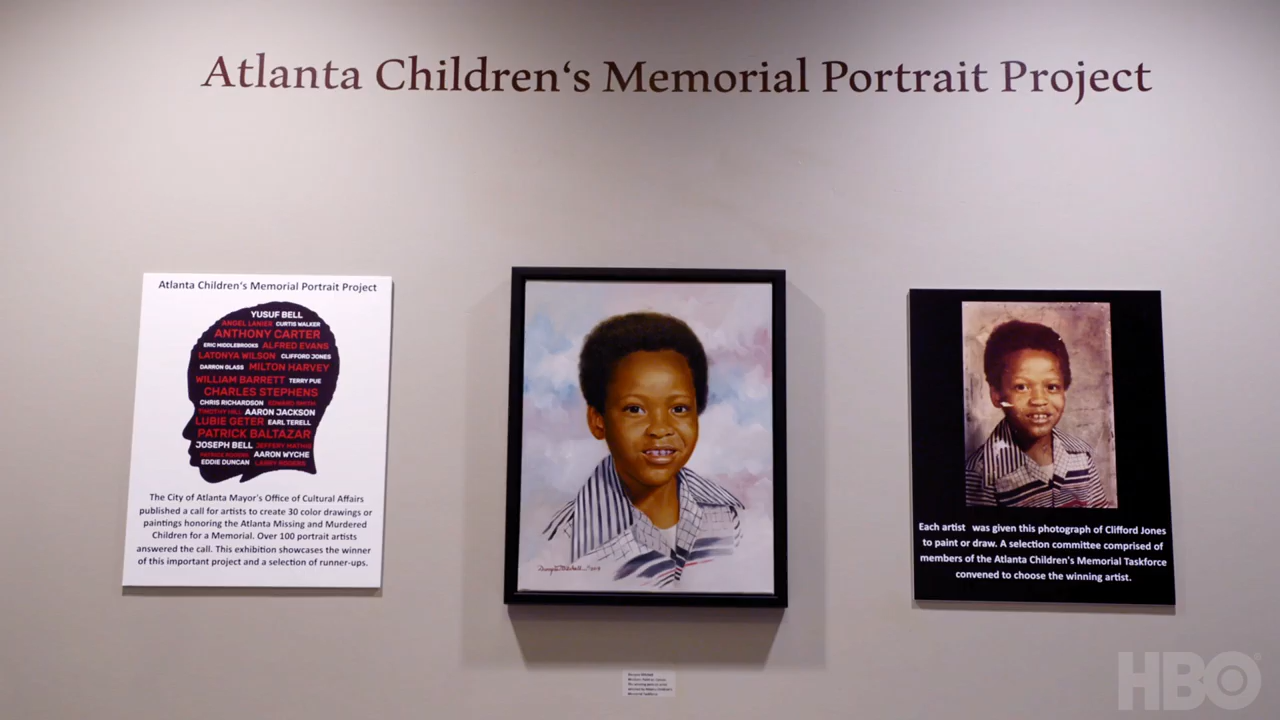 Atlanta Children‘s Memorial Portrait Project
Atlanta Children‘s Memorial Portrait Project
YUSUF BELL
ANGEL LANIER CURTIS WALKER
ANTHONY CARTER
ERIC MIDDLEBROOKS ALFRED EVANS
LATONYA WILSON CLIFFORD JONES
DARRON GLASS MILTON HARVEY
WILLIAM BARRETT TERRY PUE
CHARLES STEPHENS
CHRIS RICHARDSON EDWARD SMITH
TIMOTHY HILL AARON JACKSON
LUBIE GETER EARL TERELL
PATRICK BALTAZAR
JOSEPH BELL JEFFERY MATHIS
PATRICK ROGERS AARON WYCHE
EDDIE DUNCAN LARRY ROGERS
The City of Atlanta Mayor's Office of Cultural Affairs
published a call for artists to create 30 color drawings or
paintings honoring the Atlanta Missing and Murdered
Children for a Memorial. Over 100 portrait artists
answered the call. This exhibition showcases the winner
of this important project and a selection of runner-ups.
Each artist was given this photograph of Clifford Jones
to paint or draw. A selection committee comprised of
members of the Atlanta Children's Memorial Taskforce
convened to choose the winning artist.
HBO